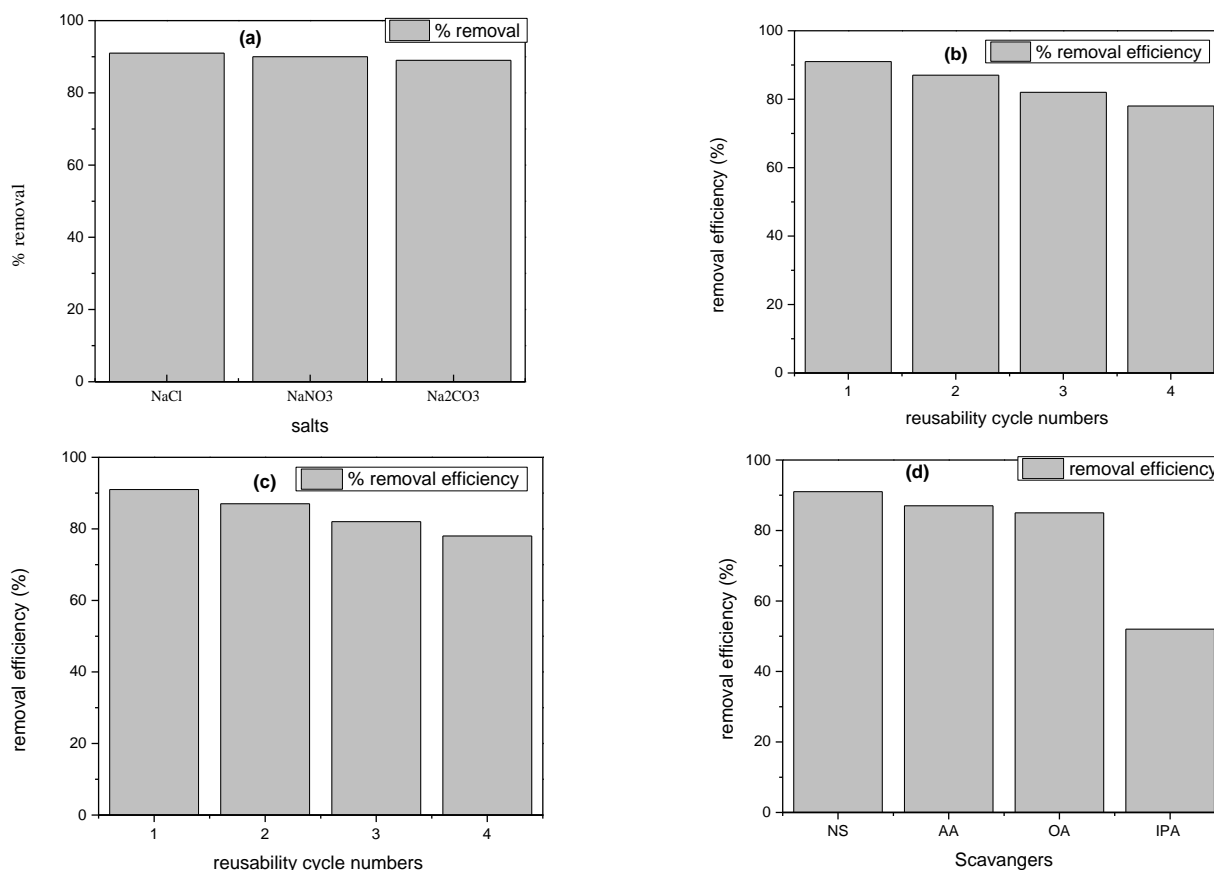 100
(a)
% removal
80
60
40
20
0
% removal
NaCl
NaNO3
Na2CO3
salts
100
(b)
% removal efficiency
80
60
40
20
0
removal efficiency (%)
1
2
3
4
reusability cycle numbers
100
(c)
% removal efficiency
80
60
40
20
0
removal efficiency (%)
1
2
3
4
reusability cycle numbers
100
(d)
removal efficiency
80
60
40
20
0
removal efficiency (%)
NS
AA
OA
IPA
Scavangers